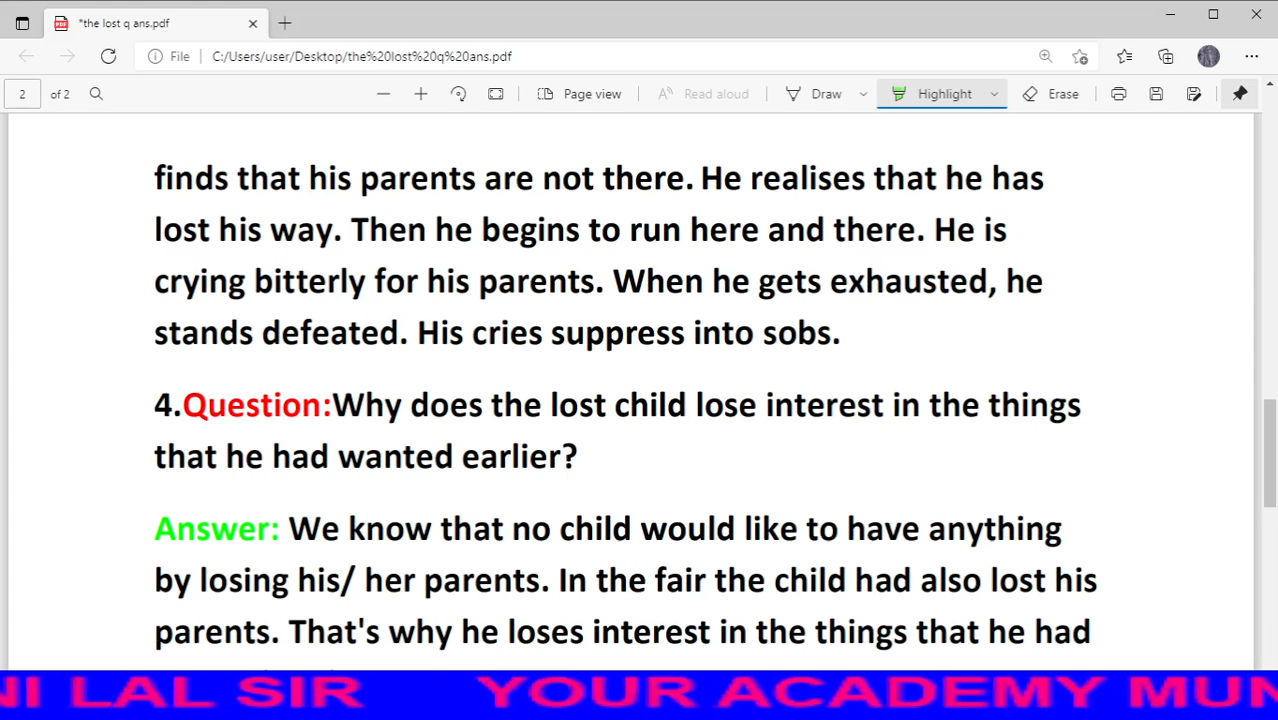 *the lost q ans.pdf
File C:/Users/user/Desktop/the%20lost%20q%20ans.pdf
2 of 2 Page view Read aloud Draw Highlight Erase
finds that his parents are not there. He realises that he has
lost his way. Then he begins to run here and there. He is
crying bitterly for his parents. When he gets exhausted, he
stands defeated. His cries suppress into sobs.
4.Question:Why does the lost child lose interest in the things
that he had wanted earlier?
Answer: We know that no child would like to have anything
by losing his/ her parents. In the fair the child had also lost his
parents. That's why he loses interest in the things that he had
NI LAL SIR YOUR ACADEMY MUN